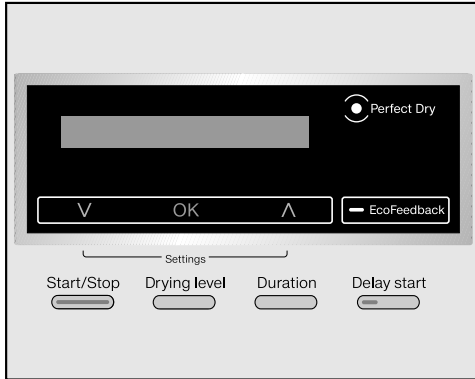 Perfect Dry
∨ OK ∧
EcoFeedback
Settings
Start/Stop Drying level Duration Delay start